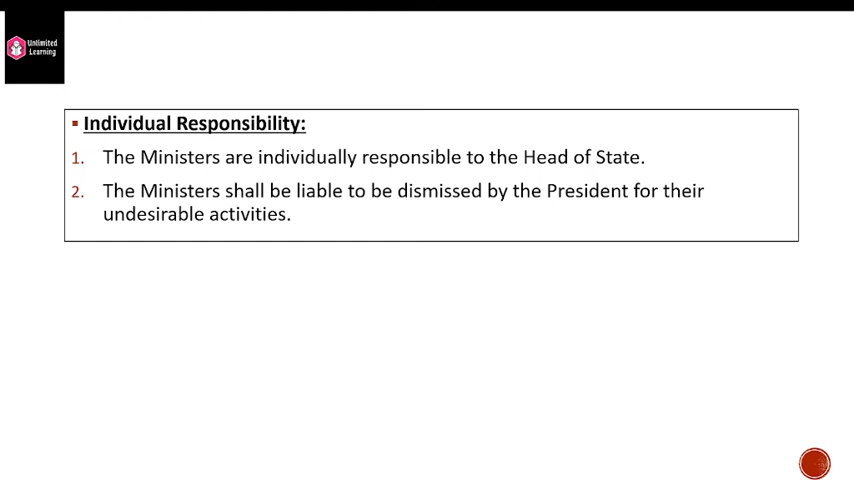 Unlimited
Learning
▪ Individual Responsibility:
1. The Ministers are individually responsible to the Head of State.
2. The Ministers shall be liable to be dismissed by the President for their
undesirable activities.